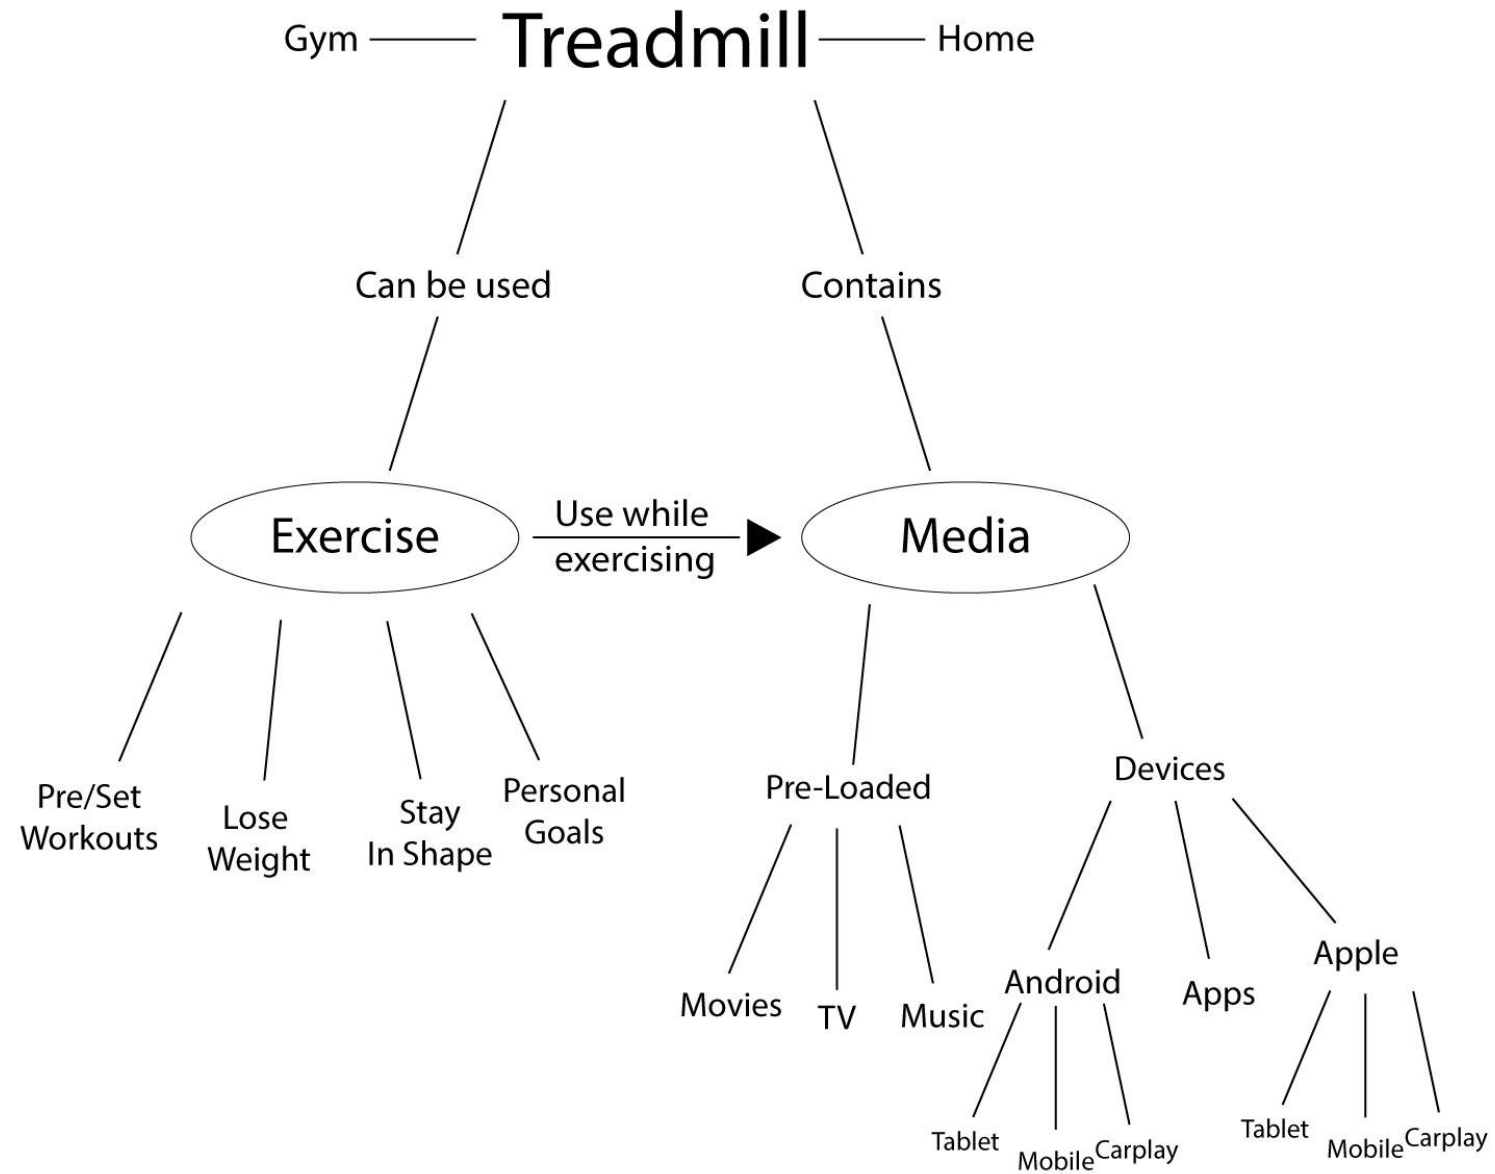 Gym
Treadmill
Home
Can be used
Contains
Exercise
Use while
exercising
Media
Pre/Set
Workouts
Lose
Weight
Stay
In Shape
Personal
Goals
Pre-Loaded
Devices
Movies
TV
Music
Android
Apps
Apple
Tablet
Mobile
Carplay
Tablet
Mobile
Carplay